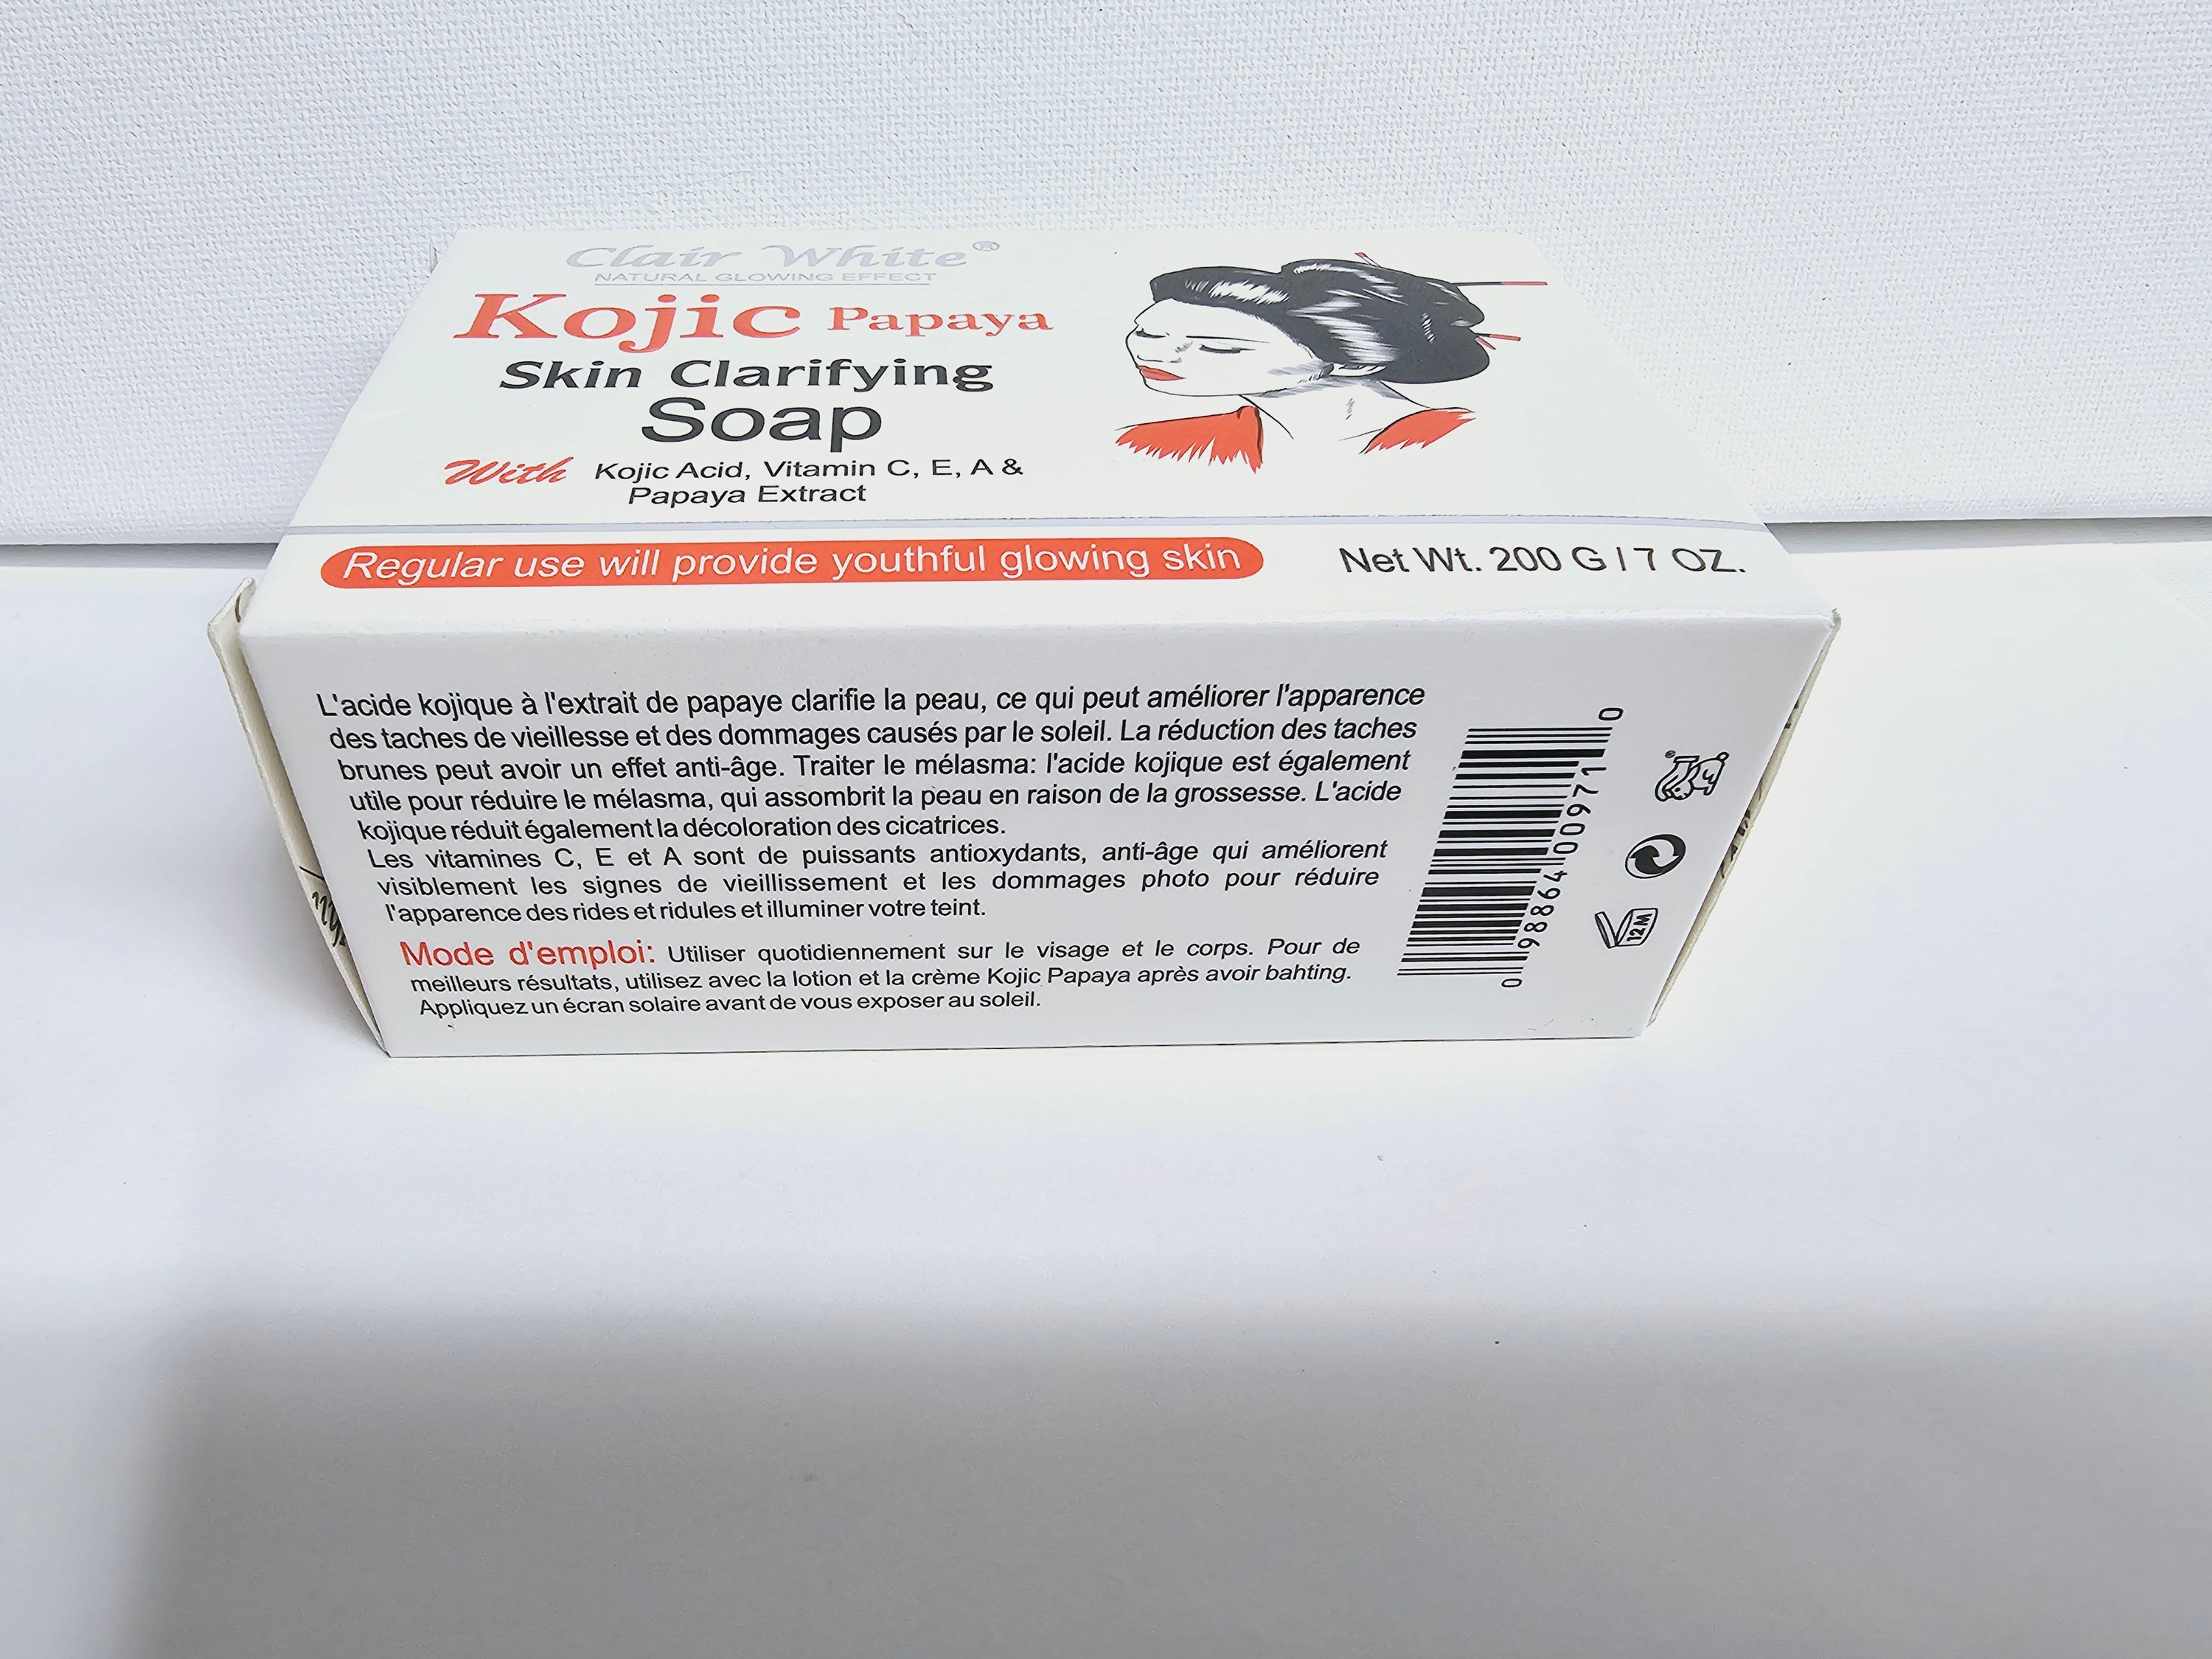 Clair White®
NATURAL GLOWING EFFECT
Kojic Papaya
Skin Clarifying
Soap
With Kojic Acid, Vitamin C, E, A &
Papaya Extract
Regular use will provide youthful glowing skin
Net Wt. 200 G I 7 OZ.
L'acide kojique à l'extrait de papaye clarifie la peau, ce qui peut améliorer l'apparence
des taches de vieillesse et des dommages causés par le soleil. La réduction des taches
brunes peut avoir un effet anti-âge. Traiter le mélasma: l'acide kojique est également
utile pour réduire le mélasma, qui assombrit la peau en raison de la grossesse. L'acide
kojique réduit également la décoloration des cicatrices.
Les vitamines C, E et A sont de puissants antioxydants, anti-âge qui améliorent
visiblement les signes de vieillissement et les dommages photo pour réduire
l'apparence des rides et ridules et illuminer votre teint.
Mode d'emploi: Utiliser quotidiennement sur le visage et le corps. Pour de
meilleurs résultats, utilisez avec la lotion et la crème Kojic Papaya après avoir bahting.
Appliquez un écran solaire avant de vous exposer au soleil.
0 98864 00971 0
12M